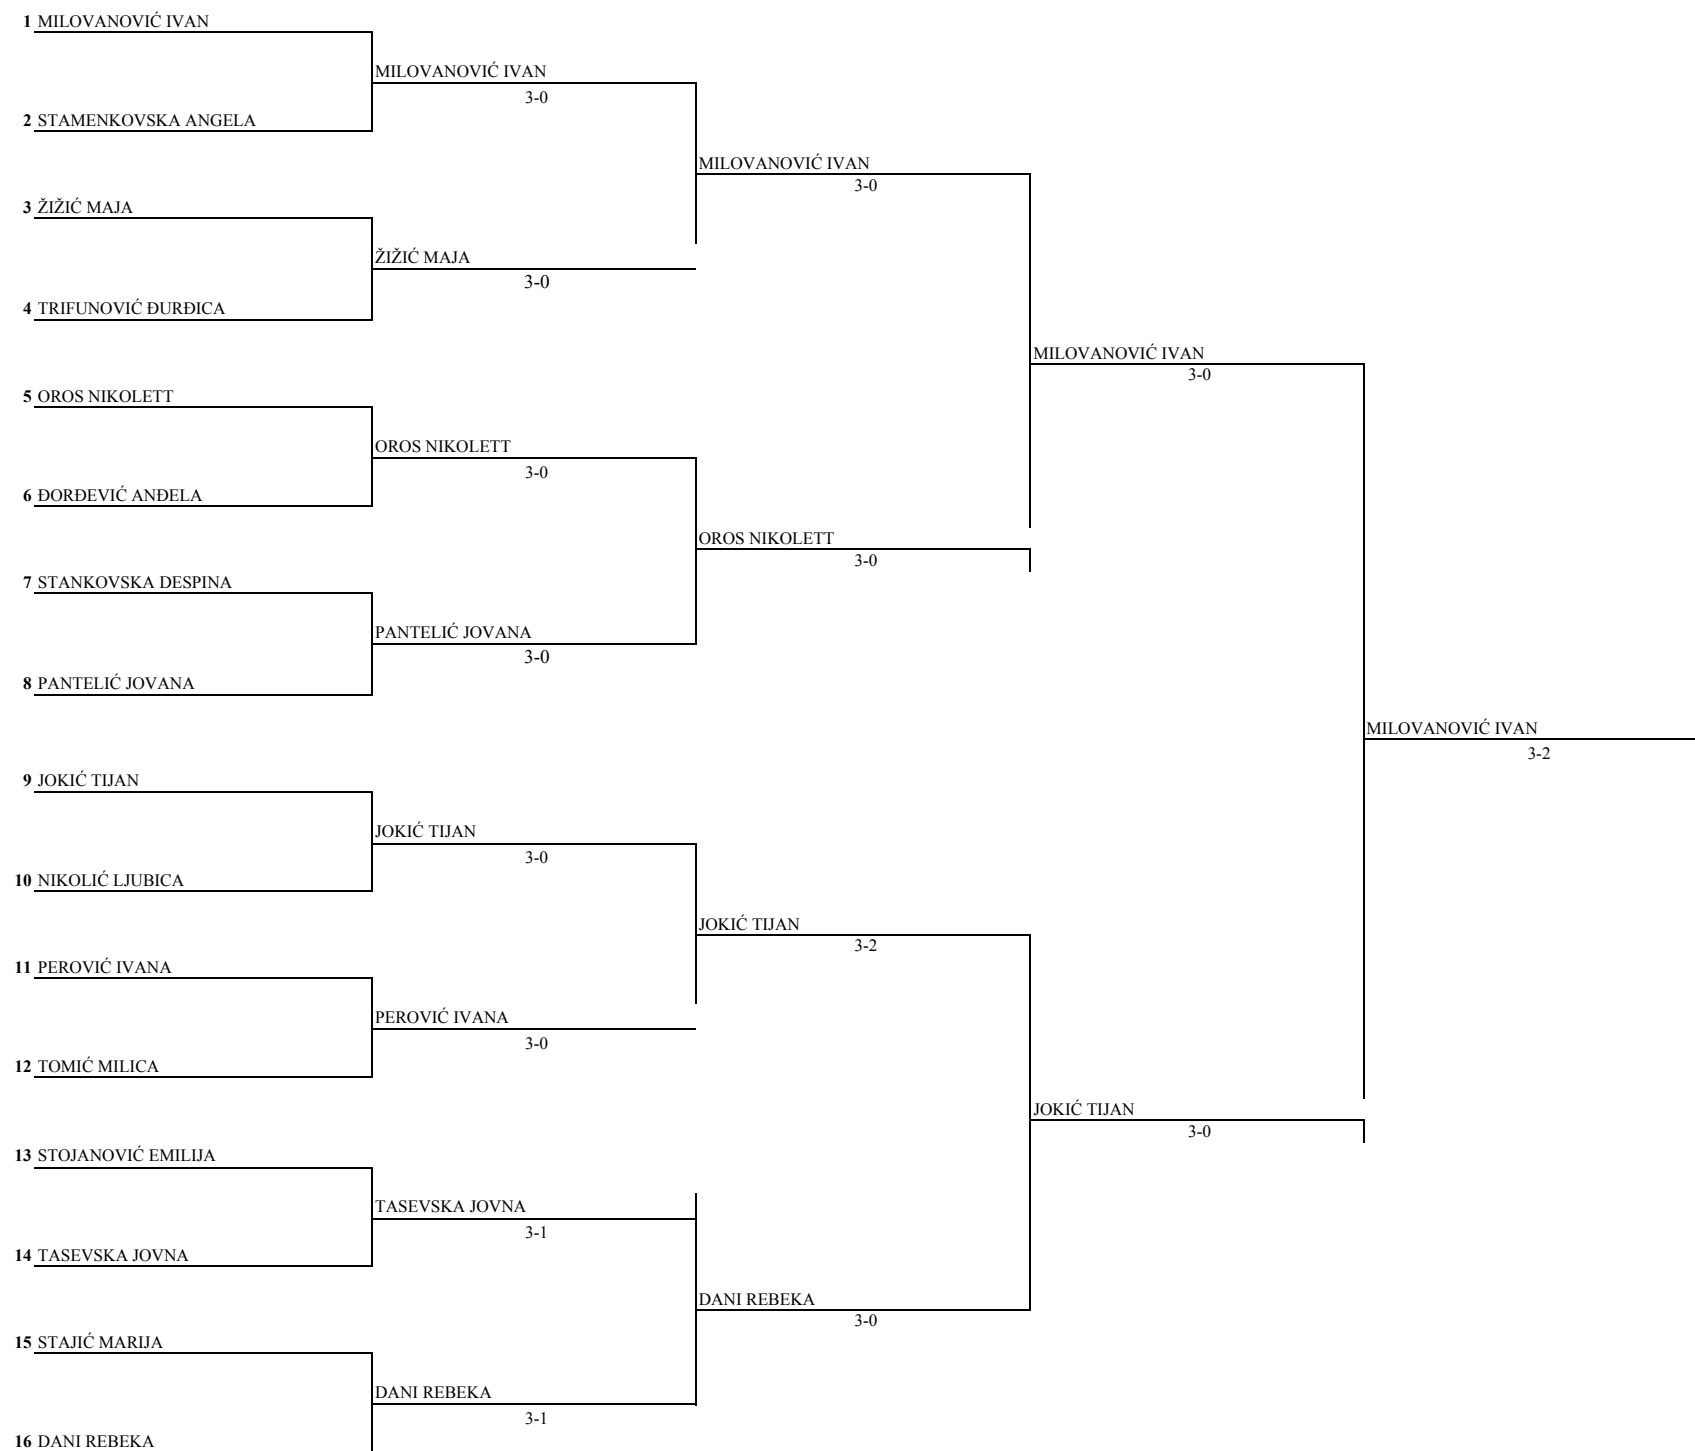 1 MILOVANOVIĆ IVAN
MILOVANOVIĆ IVAN
3-0
2 STAMENKOVSKA ANGELA
MILOVANOVIĆ IVAN
3-0
3 ŽIŽIĆ MAJA
ŽIŽIĆ MAJA
3-0
4 TRIFUNOVIĆ ĐURĐICA
MILOVANOVIĆ IVAN
3-0
5 OROS NIKOLETT
OROS NIKOLETT
3-0
6 ĐORĐEVIĆ ANĐELA
OROS NIKOLETT
3-0
7 STANKOVSKA DESPINA
PANTELIĆ JOVANA
3-0
8 PANTELIĆ JOVANA
MILOVANOVIĆ IVAN
3-2
9 JOKIĆ TIJAN
JOKIĆ TIJAN
3-0
10 NIKOLIĆ LJUBICA
JOKIĆ TIJAN
3-2
11 PEROVIĆ IVANA
PEROVIĆ IVANA
3-0
12 TOMIĆ MILICA
JOKIĆ TIJAN
3-0
13 STOJANOVIĆ EMILIJA
TASEVSKA JOVNA
3-1
14 TASEVSKA JOVNA
DANI REBEKA
3-0
15 STAJIĆ MARIJA
DANI REBEKA
3-1
16 DANI REBEKA